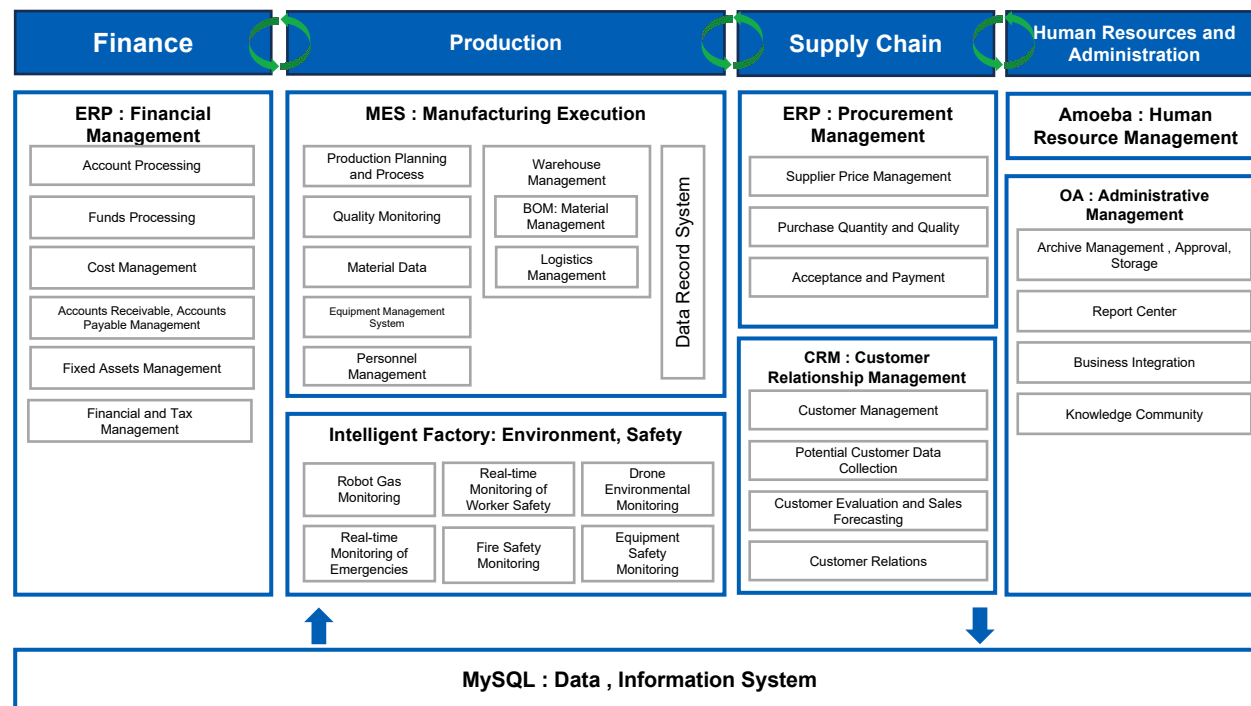 Finance
Production
Supply Chain
Human Resources and
Administration
ERP : Financial
Management
Account Processing
Funds Processing
Cost Management
Accounts Receivable, Accounts
Payable Management
Fixed Assets Management
Financial and Tax
Management
MES : Manufacturing Execution
Production Planning
and Process
Quality Monitoring
Material Data
Equipment Management
System
Personnel
Management
Warehouse
Management
BOM: Material
Management
Logistics
Management
Data Record System
Intelligent Factory: Environment, Safety
Robot Gas
Monitoring
Real-time
Monitoring of
Worker Safety
Drone
Environmental
Monitoring
Real-time
Monitoring of
Emergencies
Fire Safety
Monitoring
Equipment
Safety
Monitoring
ERP : Procurement
Management
Supplier Price Management
Purchase Quantity and Quality
Acceptance and Payment
CRM : Customer
Relationship Management
Customer Management
Potential Customer Data
Collection
Customer Evaluation and Sales
Forecasting
Customer Relations
Amoeba : Human
Resource Management
OA : Administrative
Management
Archive Management , Approval,
Storage
Report Center
Business Integration
Knowledge Community
MySQL : Data , Information System